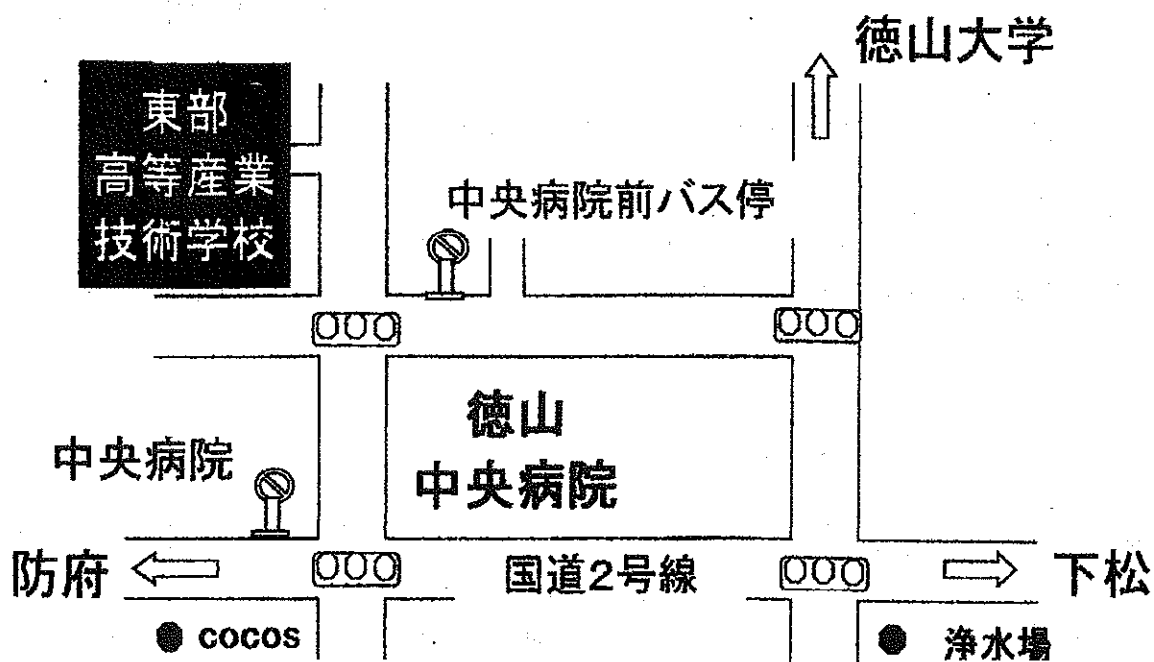 徳山大学
東部
高等産業
技術学校
中央病院前バス停
徳山
中央病院
中央病院
防府
国道2号線
下松
COCOS
浄水場